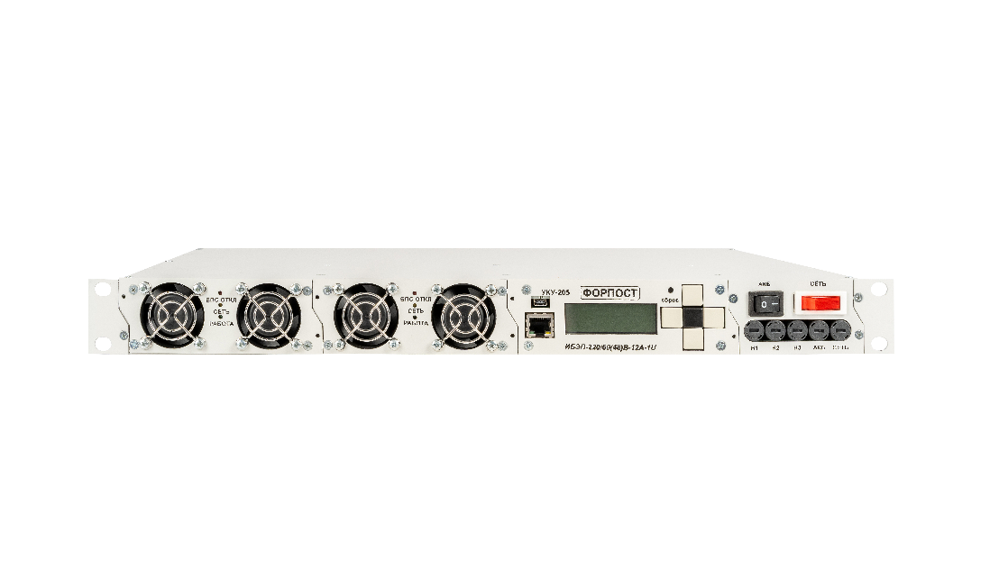 БПС ОТКЛ
СЕТЬ
РАБОТА
БПС ОТКЛ
СЕТЬ
РАБОТА
УКУ-205
ФОРПОСТ
сброс
ИБЭП-220/60(48)В-12А-1U
АКБ
СЕТЬ
Н1 Н2 Н3 АКБ СЕТЬ